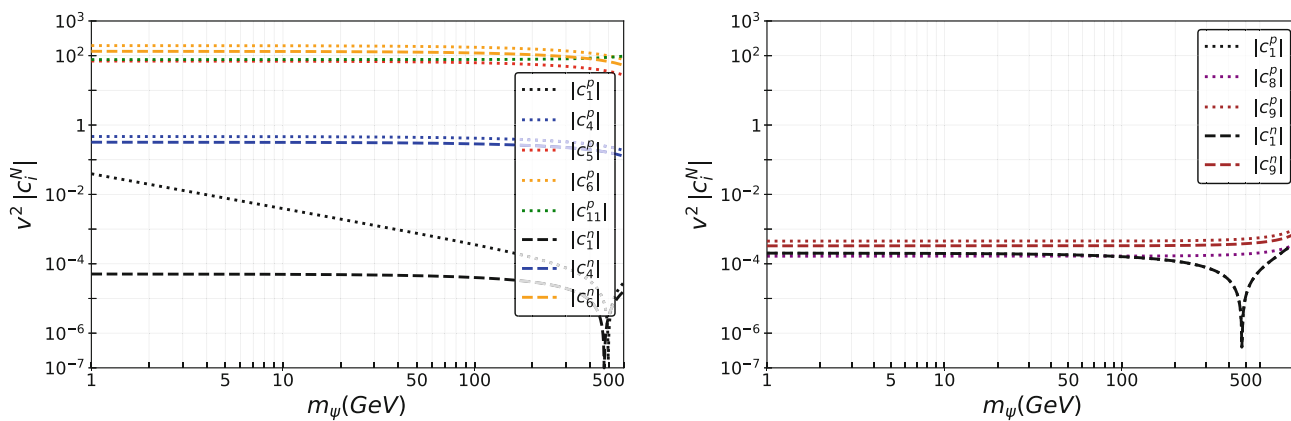 10^3
10^2
1
10^−2
10^−4
10^−6
10^−7
v^2 |c_i^N|
|c_1^p|
|c_4^p|
|c_5^p|
|c_6^p|
|c_11^p|
|c_1^n|
|c_4^n|
|c_6^n|
1 5 10 50 100 500
m_ψ(GeV)
10^3
10^2
1
10^−2
10^−4
10^−6
10^−7
v^2 |c_i^N|
|c_1^p|
|c_8^p|
|c_9^p|
|c_1^n|
|c_9^n|
1 5 10 50 100 500
m_ψ(GeV)